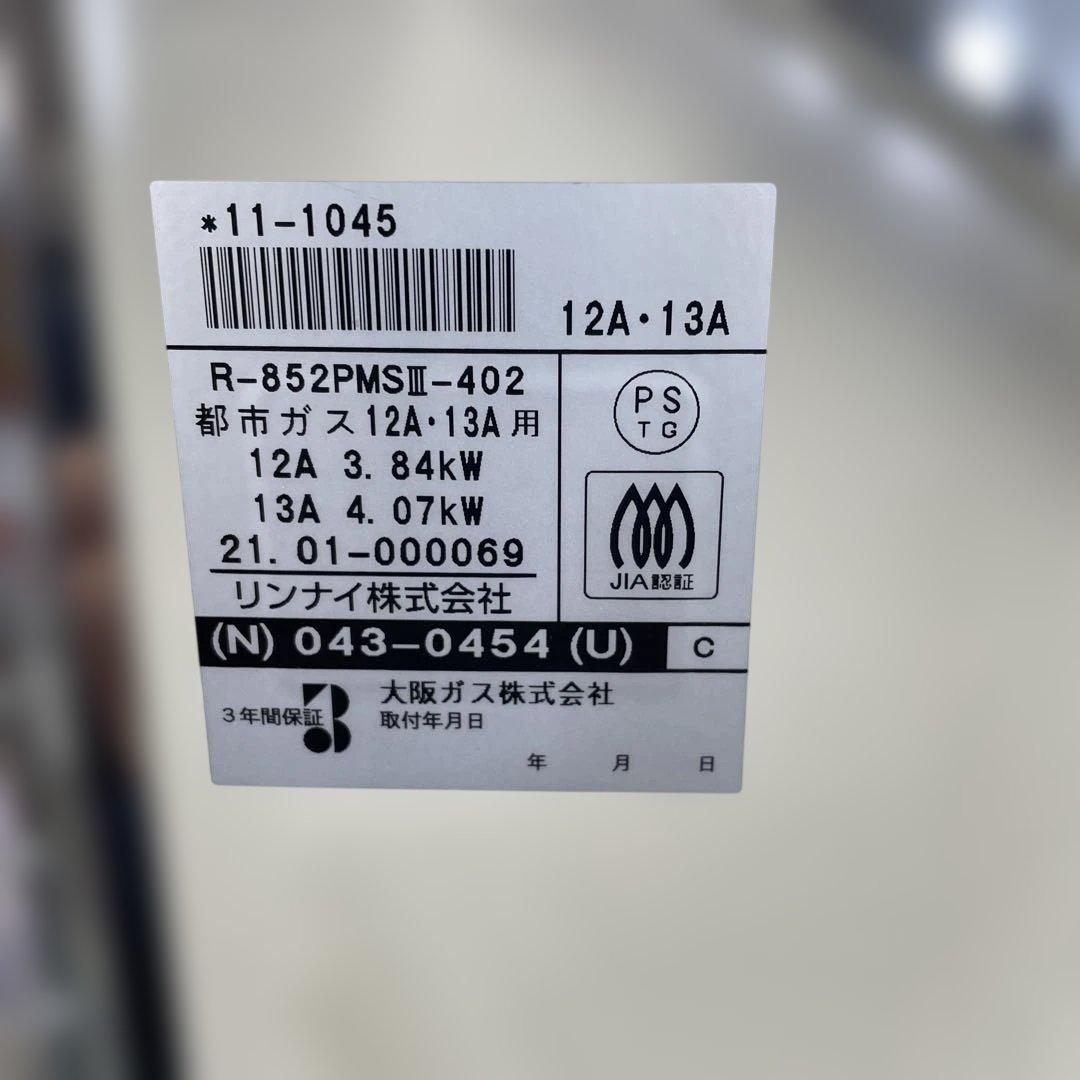 *11-1045
12A・13A
R-852PMSⅢ-402
都市ガス12A・13A用
12A 3.84kW
13A 4.07kW
21.01-000069
リンナイ株式会社
PS
TG
JIA認証
(N) 043-0454 (U) C
3年間保証
3
大阪ガス株式会社
取付年月日
年 月 日